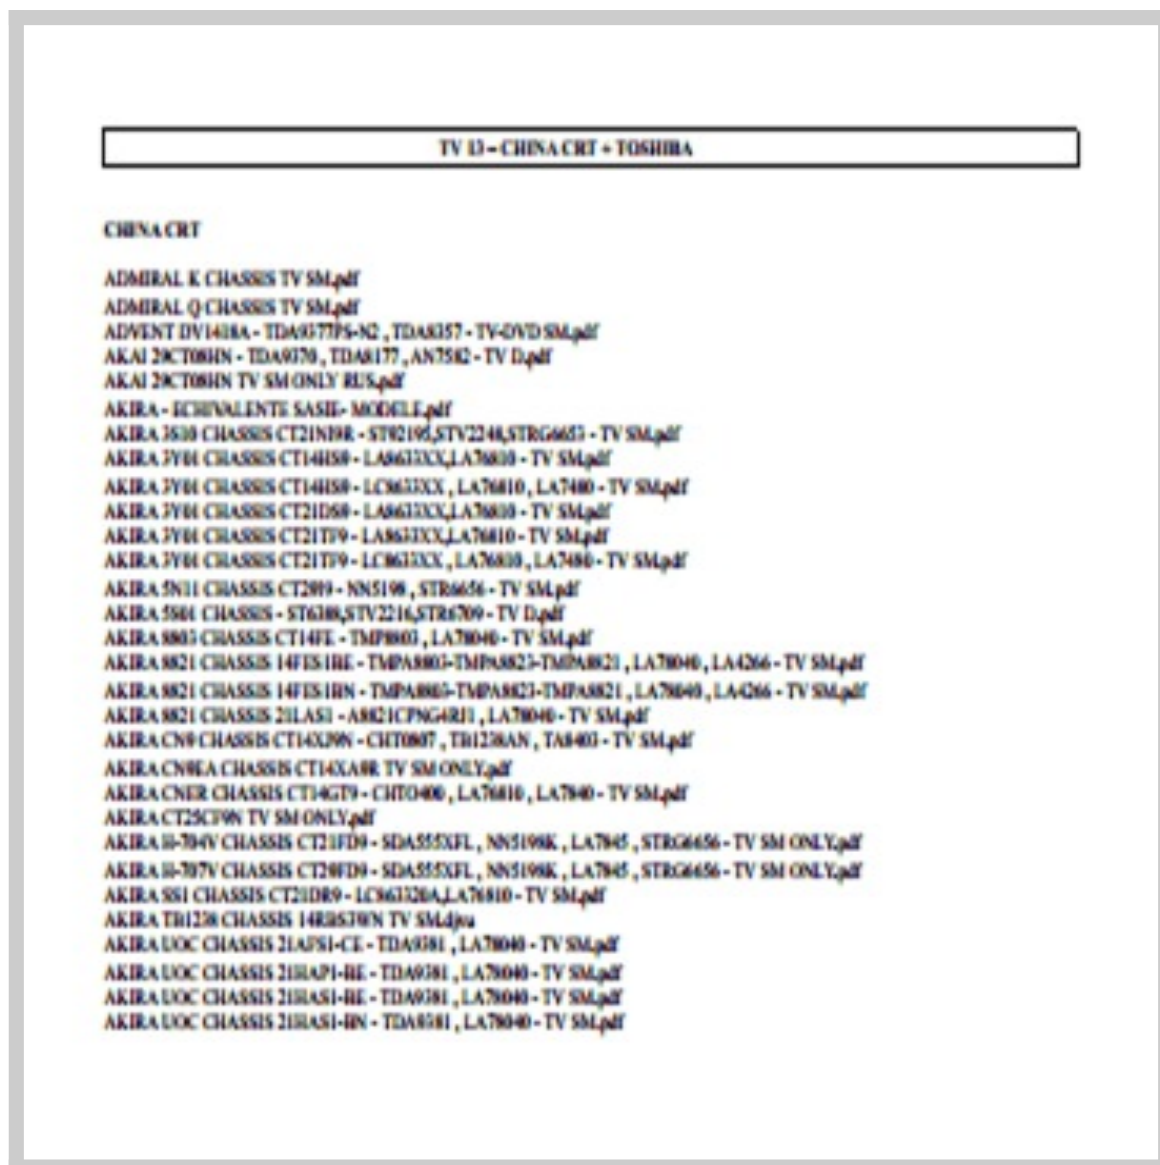 TV 13 – CHINA CRT + TOSHIBA
CHINA CRT
ADMIRAL K CHASSIS TV SM.pdf
ADMIRAL Q CHASSIS TV SM.pdf
ADVENT DV1418A - TDA9377PS-N2 , TDA8357 - TV-DVD SM.pdf
AKAI 29CT08HN - TDA9370 , TDA8177 , AN7582 - TV D.pdf
AKAI 29CT08HN TV SM ONLY RUS.pdf
AKIRA - ECHIVALENTE SASIE- MODELE.pdf
AKIRA 3S10 CHASSIS CT21NI9R - ST92195,STV2248,STRG6653 - TV SM.pdf
AKIRA 3Y01 CHASSIS CT14HS9 - LA8633XX,LA76810 - TV SM.pdf
AKIRA 3Y01 CHASSIS CT14HS9 - LC8633XX , LA76810 , LA7480 - TV SM.pdf
AKIRA 3Y01 CHASSIS CT21DS9 - LA8633XX,LA76810 - TV SM.pdf
AKIRA 3Y01 CHASSIS CT21TF9 - LA8633XX,LA76810 - TV SM.pdf
AKIRA 3Y01 CHASSIS CT21TF9 - LC8633XX , LA76810 , LA7480 - TV SM.pdf
AKIRA 5N11 CHASSIS - NN5198 , STR6656 - TV SM.pdf
AKIRA 5S01 CHASSIS - ST6388,STV2216,STR6709 - TV D.pdf
AKIRA 8803 CHASSIS CT14FE - TMP8803 , LA78040 - TV SM.pdf
AKIRA 8821 CHASSIS 14FES1BE - TMPA8803-TMPA8823-TMPA8821 , LA78040 , LA4266 - TV SM.pdf
AKIRA 8821 CHASSIS 14FES1BN - TMPA8803-TMPA8823-TMPA8821 , LA78040 , LA4266 - TV SM.pdf
AKIRA 8821 CHASSIS 21LAS1 - A8821CPNG4RJ1 , LA78040 - TV SM.pdf
AKIRA CN9 CHASSIS CT14XJ9N - CHT0807 , TB1238AN , TA8403 - TV SM.pdf
AKIRA CN9EA CHASSIS CT14XA9R TV SM ONLY.pdf
AKIRA CNER CHASSIS CT14GT9 - CHTO400 , LA76810 , LA7840 - TV SM.pdf
AKIRA CT25CF9N TV SM ONLY.pdf
AKIRA H-704V CHASSIS CT21FD9 - SDA555XFL , NN5198K , LA7845 , STRG6656 - TV SM ONLY.pdf
AKIRA H-707V CHASSIS CT29FD9 - SDA555XFL , NN5198K , LA7845 , STRG6656 - TV SM ONLY.pdf
AKIRA SS1 CHASSIS CT21DR9 - LC863320A,LA76810 - TV SM.pdf
AKIRA TB1238 CHASSIS TV SM.djvu
AKIRA UOC CHASSIS 21AFS1-CE - TDA9381 , LA78040 - TV SM.pdf
AKIRA UOC CHASSIS 21HAP1-BE - TDA9381 , LA78040 - TV SM.pdf
AKIRA UOC CHASSIS 21HAS1-BE - TDA9381 , LA78040 - TV SM.pdf
AKIRA UOC CHASSIS 21HAS1-BN - TDA9381 , LA78040 - TV SM.pdf